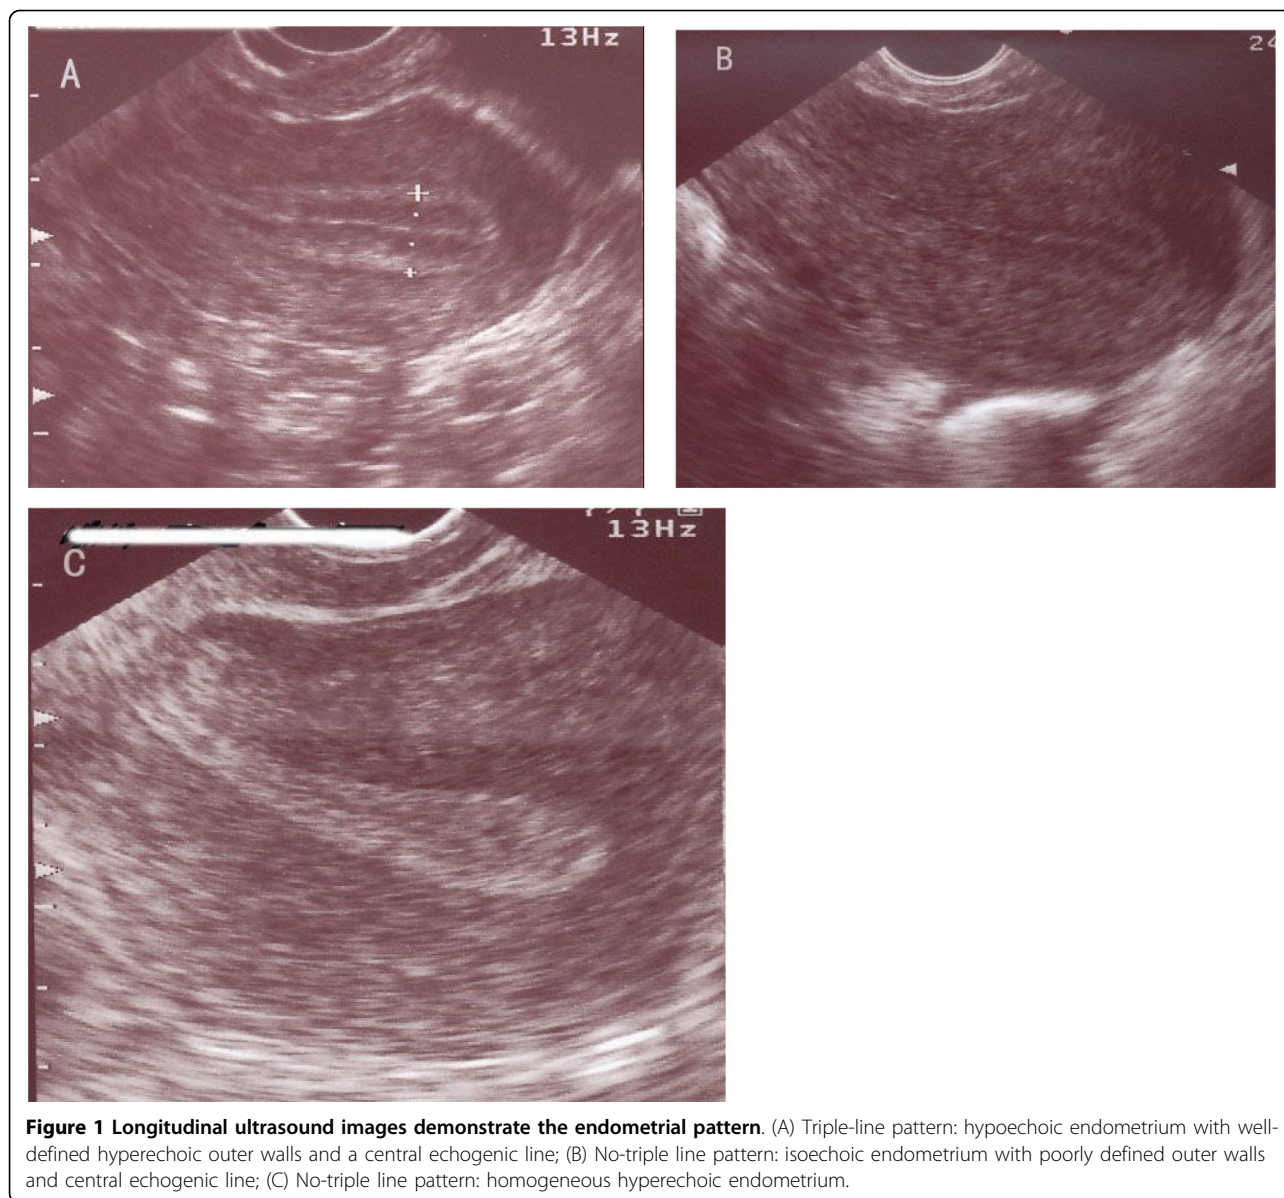 A
13Hz
B
24
C
13Hz
Figure 1 Longitudinal ultrasound images demonstrate the endometrial pattern. (A) Triple-line pattern: hypoechoic endometrium with well-
defined hyperechoic outer walls and a central echogenic line; (B) No-triple line pattern: isoechoic endometrium with poorly defined outer walls
and central echogenic line; (C) No-triple line pattern: homogeneous hyperechoic endometrium.